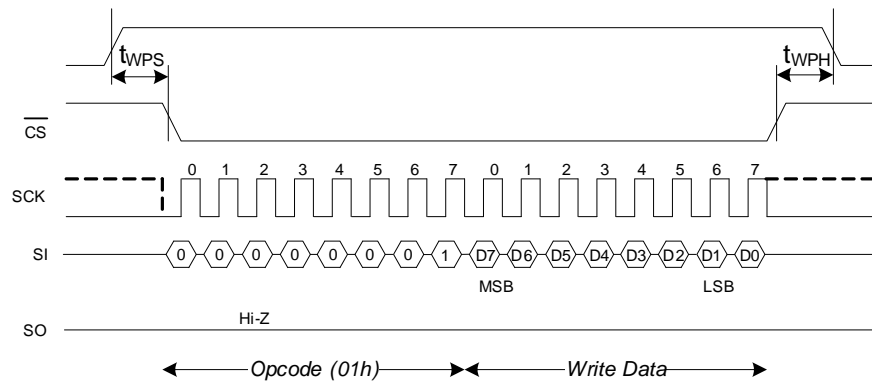 tWPS
tWPH
CS
0 1 2 3 4 5 6 7 0 1 2 3 4 5 6 7
SCK
SI 0 0 0 0 0 0 0 1 D7 D6 D5 D4 D3 D2 D1 D0
MSB LSB
Hi-Z
SO
Opcode (01h) Write Data